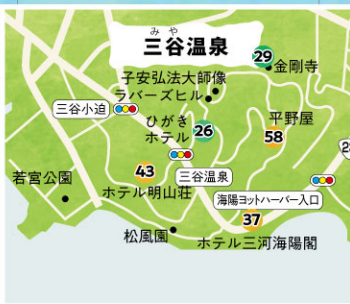 みや
三谷温泉
29
金剛寺
子安弘法大師像
ラバーズヒル
三谷小迫
ひがき
ホテル
26
平野屋
58
43
三谷温泉
若宮公園
ホテル明山荘
海陽ヨットハーバー入口
37
松風園
ホテル三河海陽閣